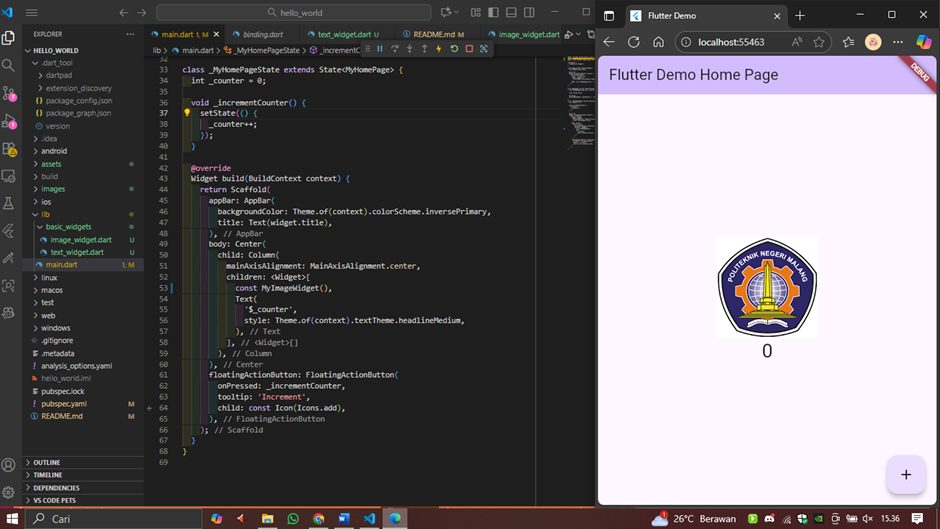 hello_world
EXPLORER
HELLO_WORLD
.dart_tool
dartpad
extension_discovery
package_config.json
package_graph.json
version
.idea
android
assets
build
images
ios
lib
basic_widgets
image_widget.dart U
text_widget.dart U
main.dart 1, M
linux
macos
test
web
windows
.gitignore
.metadata
analysis_options.yaml
hello_world.iml
pubspec.lock
pubspec.yaml M
README.md M
OUTLINE
TIMELINE
DEPENDENCIES
VS CODE PETS
main.dart 1, M
binding.dart
text_widget.dart U
README.md M
image_widget.dart
lib > main.dart > _MyHomePageState > _incrementC
32
33 class _MyHomePageState extends State<MyHomePage> {
34 int _counter = 0;
35
36 void _incrementCounter() {
37 setState(() {
38 _counter++;
39 });
40 }
41
42 @override
43 Widget build(BuildContext context) {
44 return Scaffold(
45 appBar: AppBar(
46 backgroundColor: Theme.of(context).colorScheme.inversePrimary,
47 title: Text(widget.title),
48 ), // AppBar
49 body: Center(
50 child: Column(
51 mainAxisAlignment: MainAxisAlignment.center,
52 children: <Widget>[
53 const MyImageWidget(),
54 Text(
55 '$_counter',
56 style: Theme.of(context).textTheme.headlineMedium,
57 ), // Text
58 ], // <Widget>[]
59 ), // Column
60 ), // Center
61 floatingActionButton: FloatingActionButton(
62 onPressed: _incrementCounter,
63 tooltip: 'Increment',
64 child: const Icon(Icons.add),
65 ), // FloatingActionButton
66 ); // Scaffold
67 }
68 }
69
Flutter Demo
localhost:55463
Flutter Demo Home Page
DEBUG
POLITEKNIK NEGERI MALANG
0
Cari
26°C Berawan
15.36